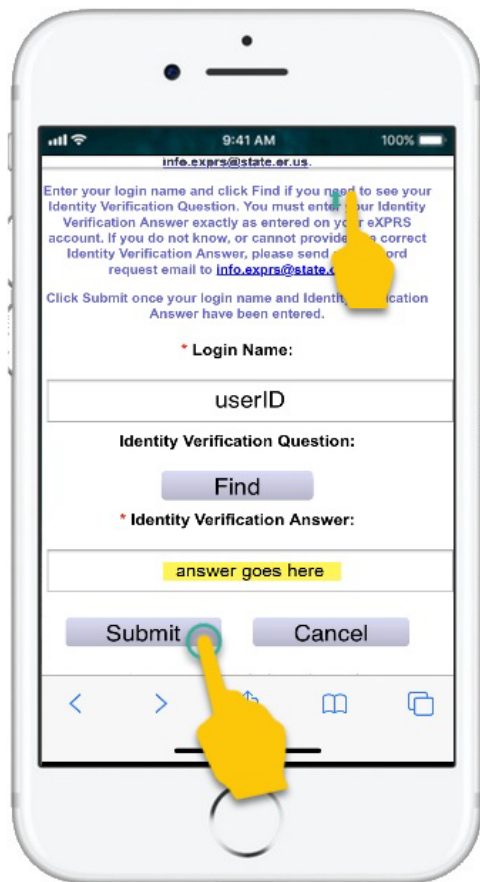 9:41 AM 100%
info.exprs@state.or.us.
Enter your login name and click Find if you need to see your
Identity Verification Question. You must enter your Identity
Verification Answer exactly as entered on your eXPRS
account. If you do not know, or cannot provide correct
Identity Verification Answer, please send
request email to info.exprs@state.
Click Submit once your login name and Identity
Answer have been entered.
* Login Name:
userID
Identity Verification Question:
Find
* Identity Verification Answer:
answer goes here
Submit Cancel